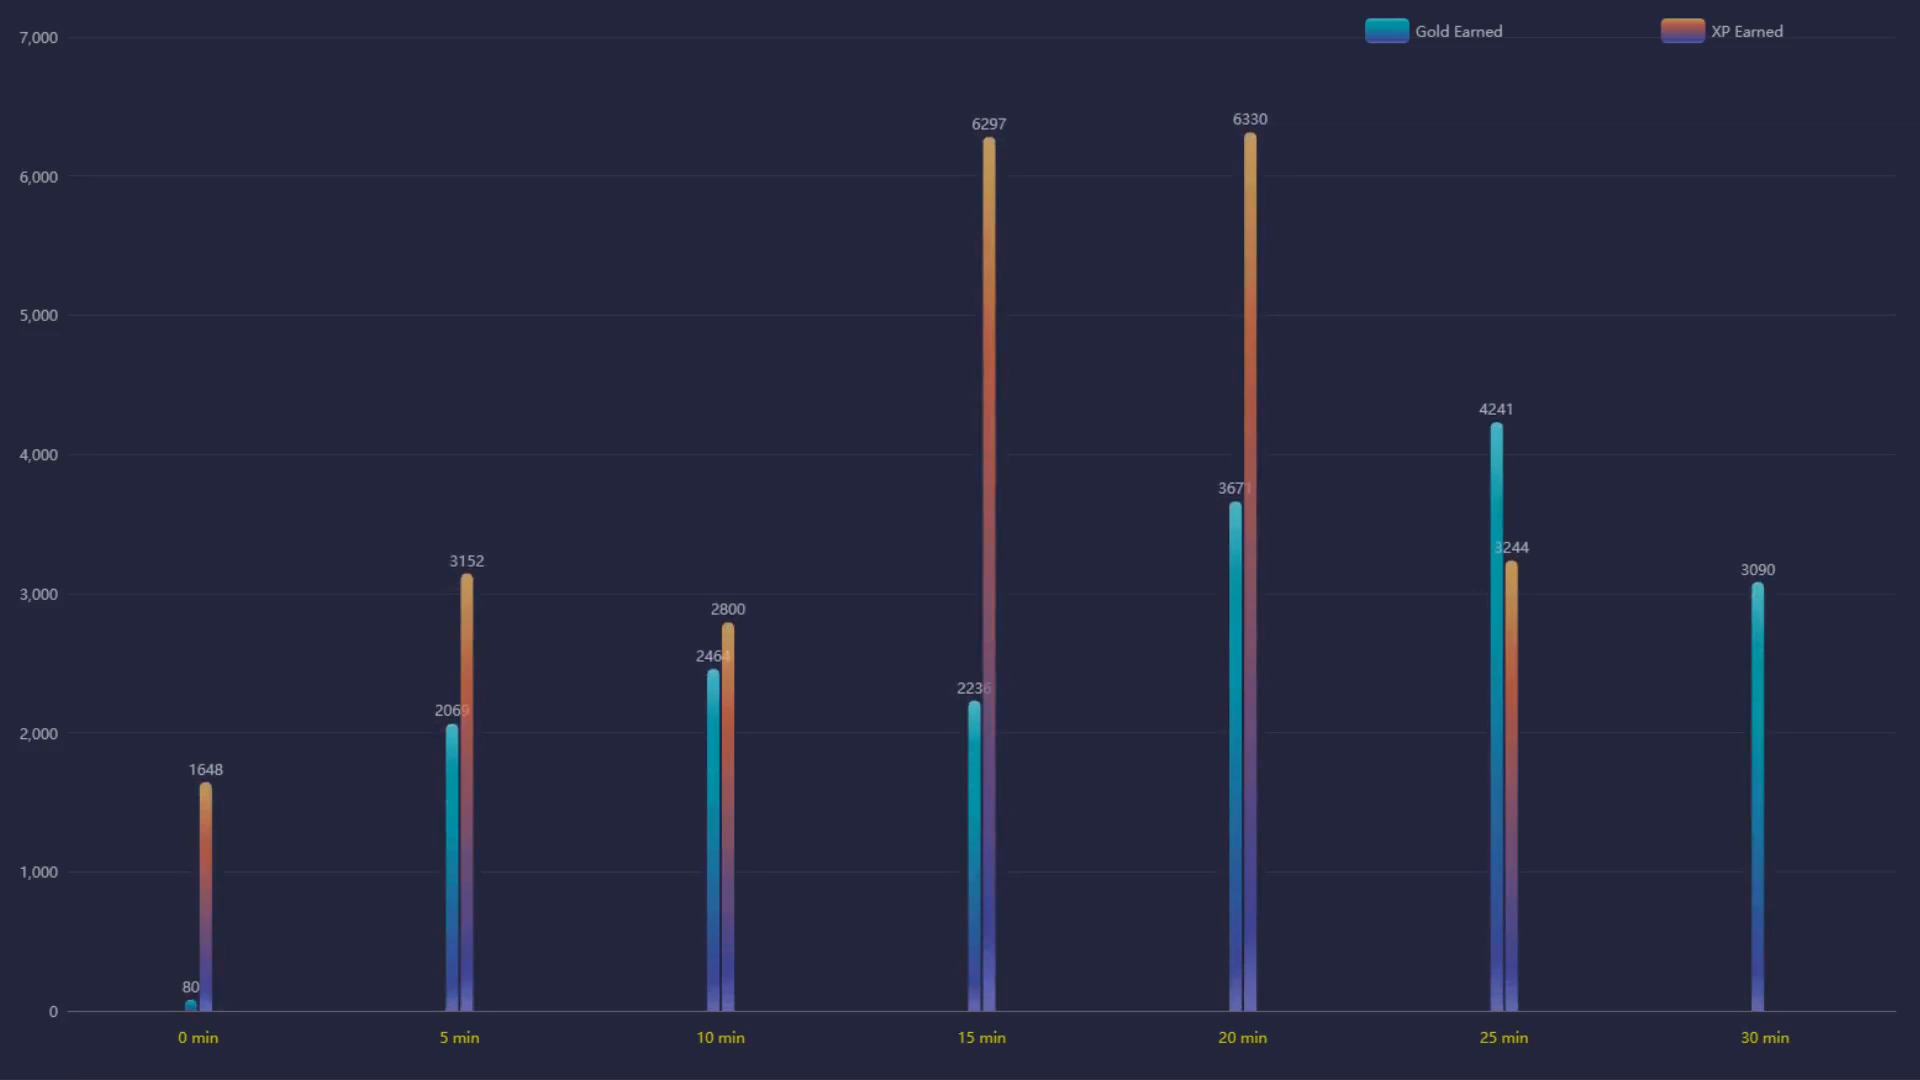 Gold Earned
XP Earned
7,000
6,000
5,000
4,000
3,000
2,000
1,000
0
80
1648
2069
3152
2464
2800
2236
6297
3671
6330
4241
3244
3090
0 min
5 min
10 min
15 min
20 min
25 min
30 min